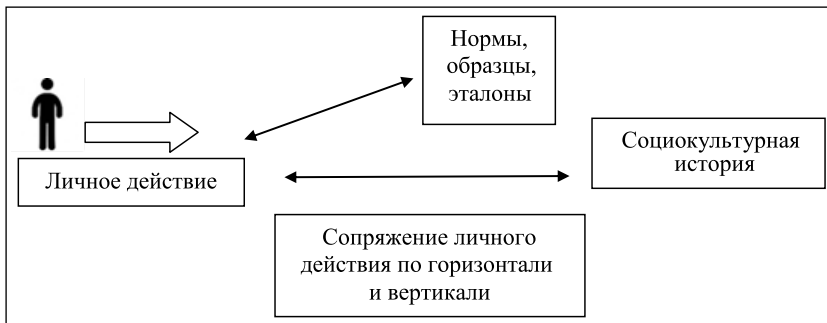 Нормы,
образцы,
эталоны
Социокультурная
история
Личное действие
Сопряжение личного
действия по горизонтали
и вертикали